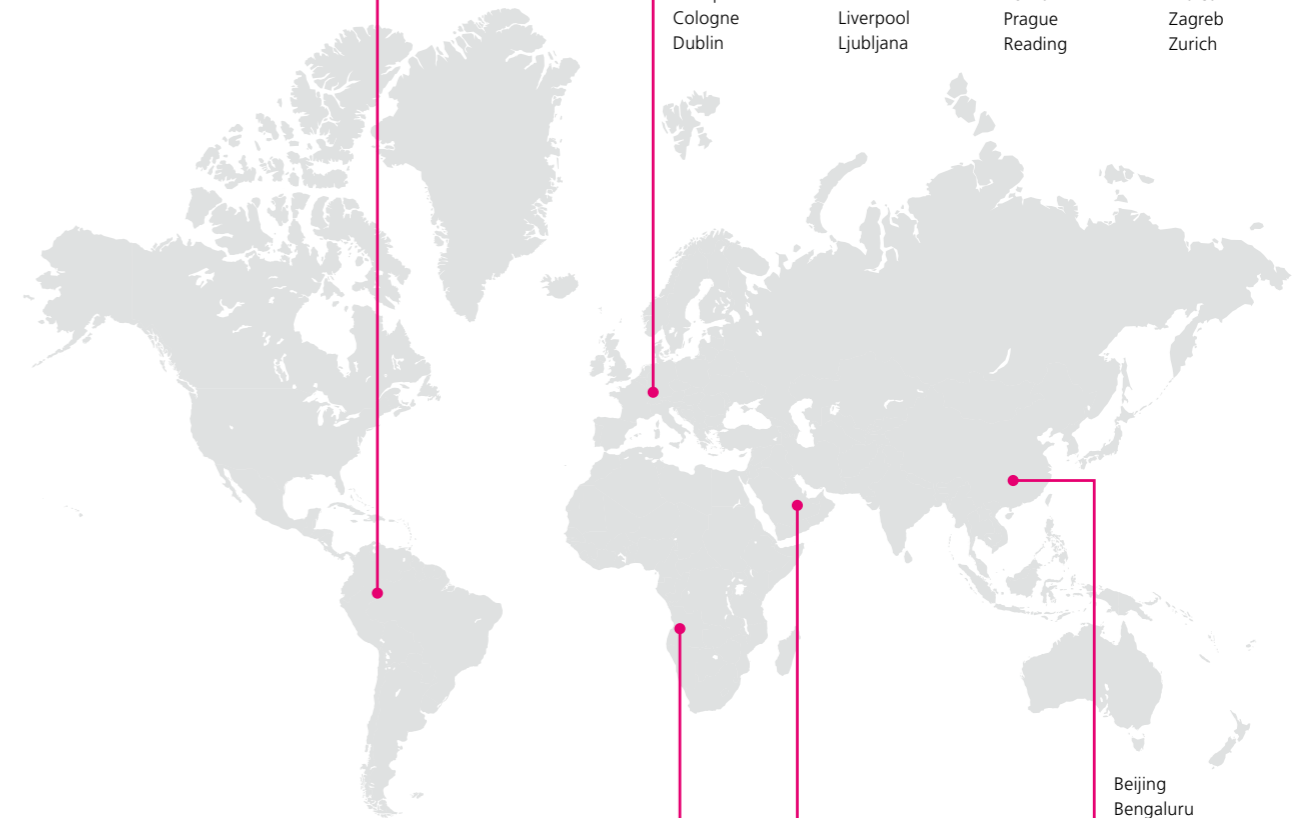 Cologne
Dublin
Liverpool
Ljubljana
Prague
Reading
Zagreb
Zurich
Beijing
Bengaluru